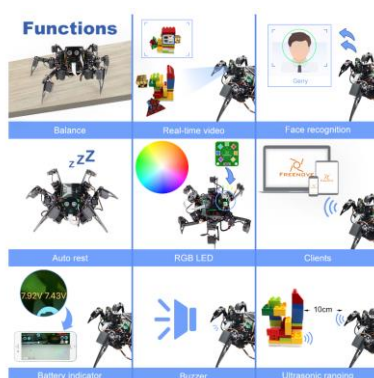 Functions
Balance
Real-time video
Garry
Face recognition
zzZ
Auto rest
RGB LED
FREENOVE
Clients
7.92V 7.43V
Battery indicator
Buzzer
10cm
Ultrasonic ranging